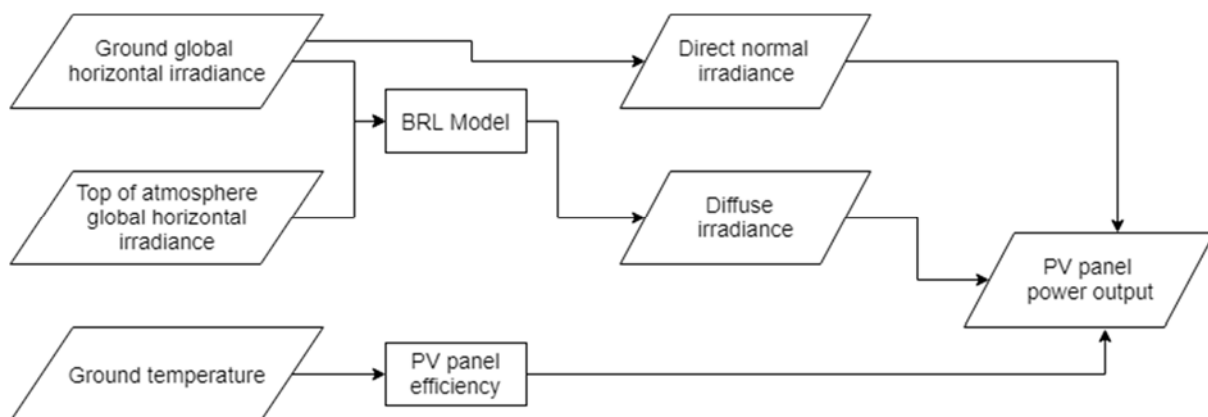 Ground global
horizontal irradiance
Direct normal
irradiance
BRL Model
Top of atmosphere
global horizontal
irradiance
Diffuse
irradiance
PV panel
power output
Ground temperature
PV panel
efficiency